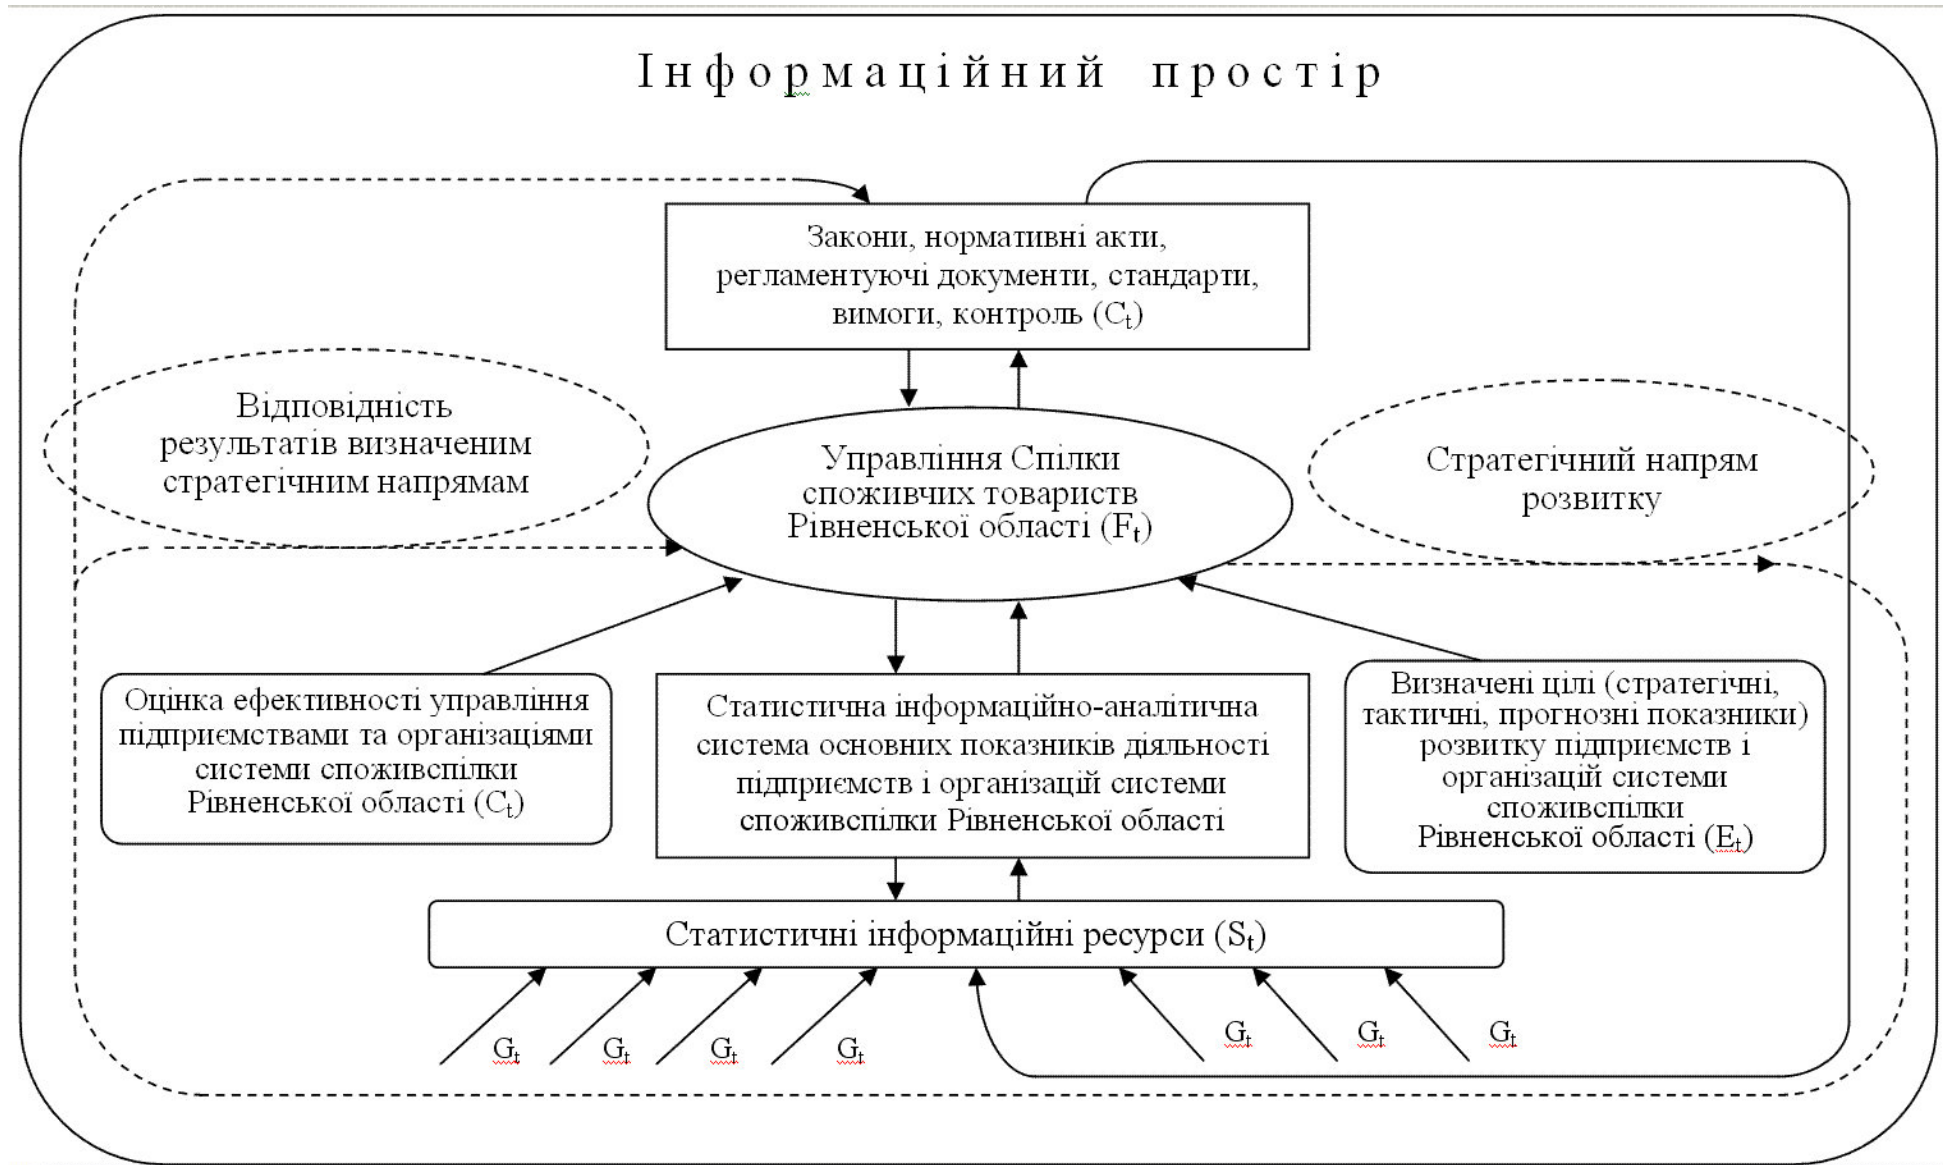 Інформаційний простір
Закони, нормативні акти,
регламентуючі документи, стандарти,
вимоги, контроль (Ct)
Відповідність
результатів визначеним
стратегічним напрямам
Управління Спілки
споживчих товариств
Рівненської області (Ft)
Стратегічний напрям
розвитку
Оцінка ефективності управління
підприємствами та організаціями
системи споживспілки
Рівненської області (Ct)
Статистична інформаційно-аналітична
система основних показників діяльності
підприємств і організацій системи
споживспілки Рівненської області
Визначені цілі (стратегічні,
тактичні, прогнозні показники)
розвитку підприємств і
організацій системи
споживспілки
Рівненської області (Et)
Статистичні інформаційні ресурси (St)
Gt
Gt
Gt
Gt
Gt
Gt
Gt